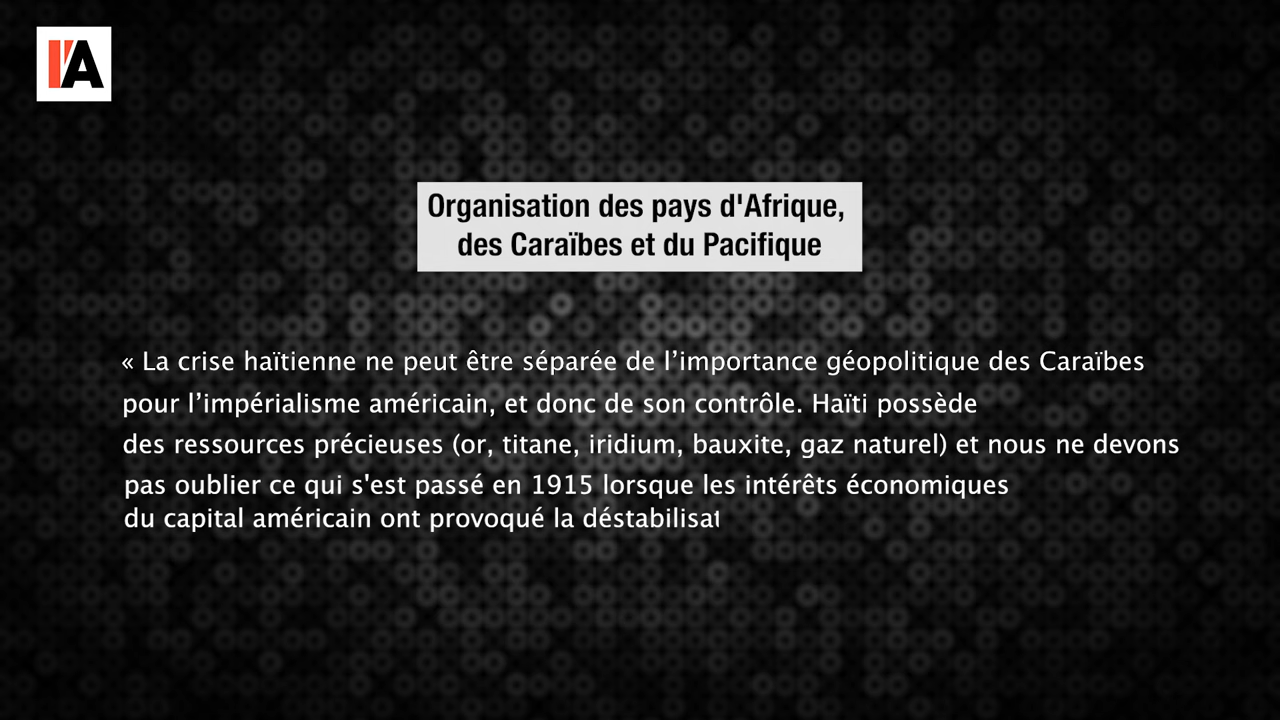 I'A
Organisation des pays d'Afrique,
des Caraïbes et du Pacifique
« La crise haïtienne ne peut être séparée de l’importance géopolitique des Caraïbes
pour l’impérialisme américain, et donc de son contrôle. Haïti possède
des ressources précieuses (or, titane, iridium, bauxite, gaz naturel) et nous ne devons
pas oublier ce qui s'est passé en 1915 lorsque les intérêts économiques
du capital américain ont provoqué la déstabilisat